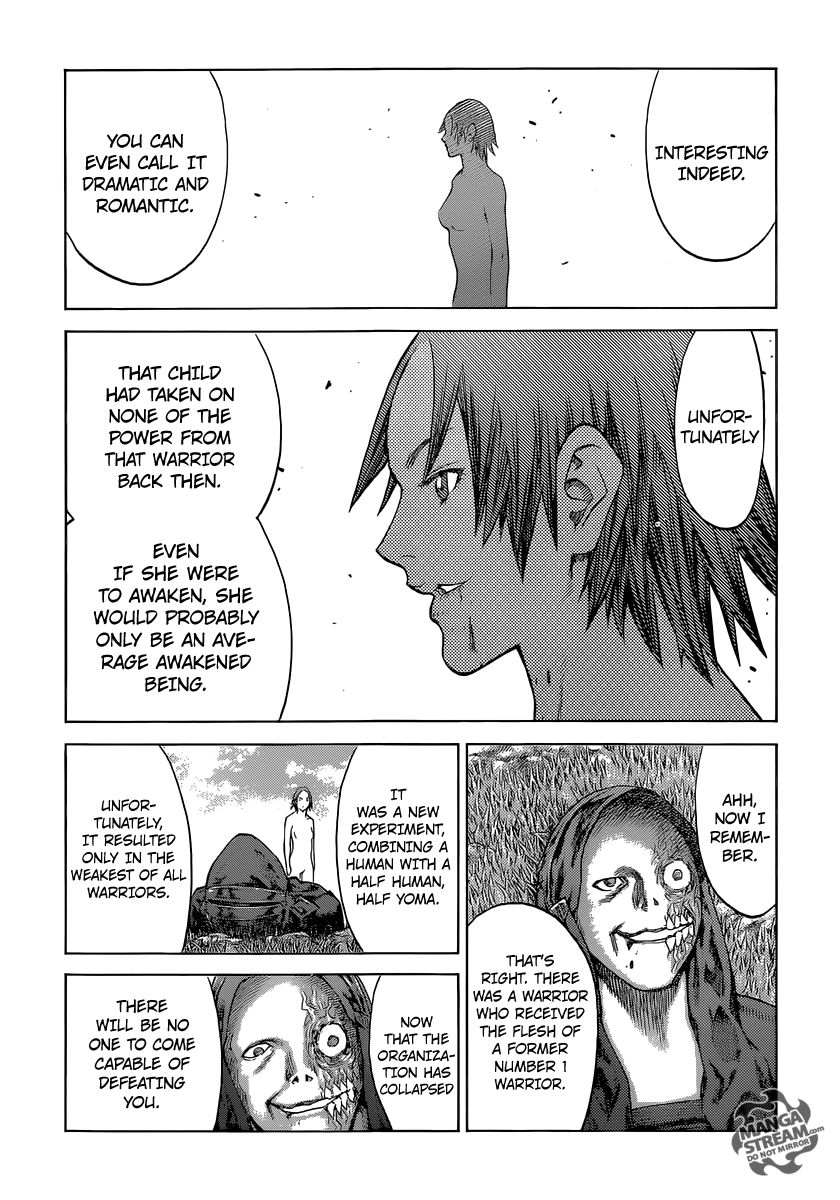 INTERESTING
INDEED.
YOU CAN
EVEN CALL IT
DRAMATIC AND
ROMANTIC.
UNFOR-
TUNATELY
THAT CHILD
HAD TAKEN ON
NONE OF THE
POWER FROM
THAT WARRIOR
BACK THEN.
EVEN
IF SHE WERE
TO AWAKEN, SHE
WOULD PROBABLY
ONLY BE AN AVE-
RAGE AWAKENED
BEING.
AHH,
NOW I
REMEM-
BER.
THAT'S
RIGHT. THERE
WAS A WARRIOR
WHO RECEIVED
THE FLESH OF
A FORMER
NUMBER 1
WARRIOR.
IT
WAS A NEW
EXPERIMENT,
COMBINING A
HUMAN WITH A
HALF HUMAN,
HALF YOMA.
UNFOR-
TUNATELY,
IT RESULTED
ONLY IN THE
WEAKEST OF ALL
WARRIORS.
NOW
THAT THE
ORGANIZA-
TION HAS
COLLAPSED
THERE
WILL BE NO
ONE TO COME
CAPABLE OF
DEFEATING
YOU.
MANGA
STREAM.com
DO NOT MIRROR